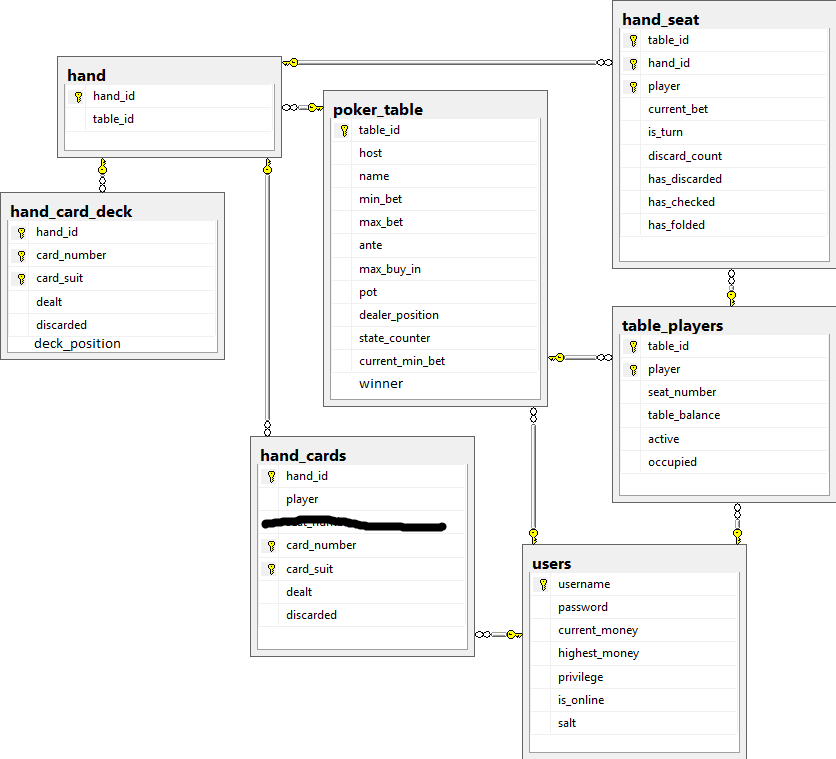 hand
hand_id
table_id
hand_card_deck
hand_id
card_number
card_suit
dealt
discarded
deck_position
poker_table
table_id
host
name
min_bet
max_bet
ante
max_buy_in
pot
dealer_position
state_counter
current_min_bet
winner
hand_seat
table_id
hand_id
player
current_bet
is_turn
discard_count
has_discarded
has_checked
has_folded
table_players
table_id
player
seat_number
table_balance
active
occupied
hand_cards
hand_id
player
card_number
card_suit
dealt
discarded
users
username
password
current_money
highest_money
privilege
is_online
salt